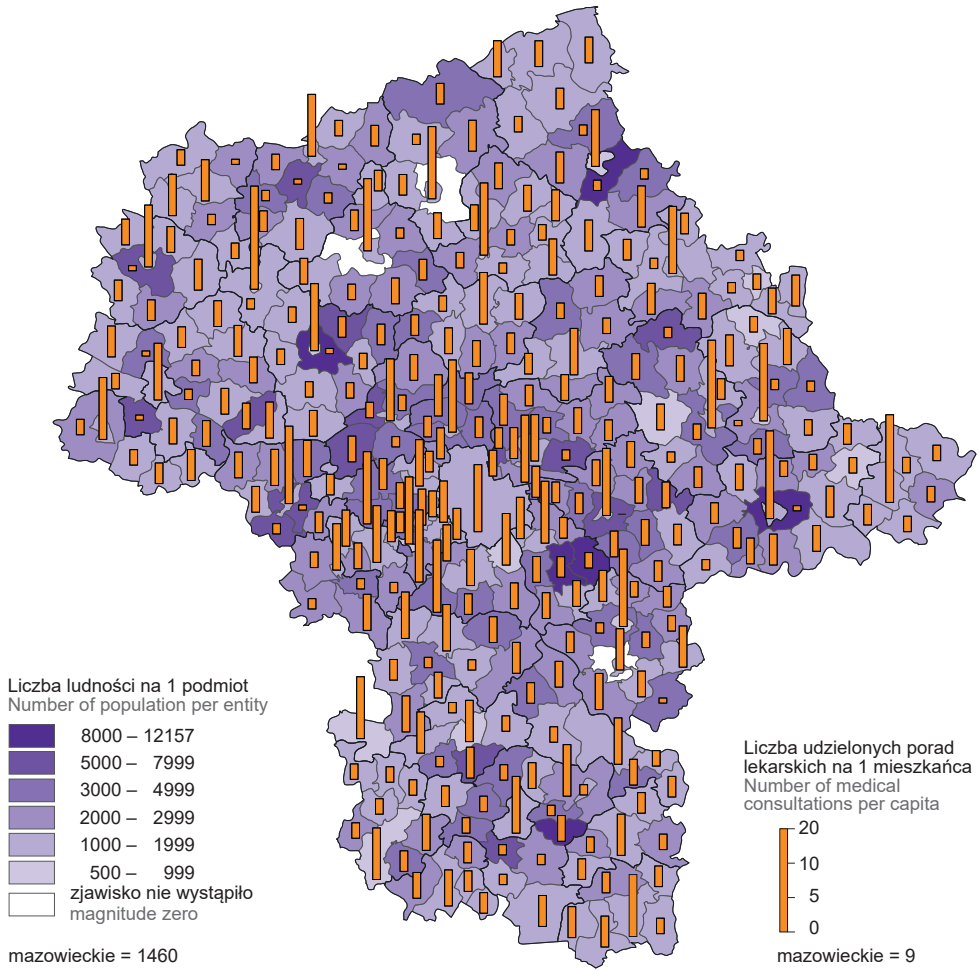 Liczba ludności na 1 podmiot
Number of population per entity
8000 – 12157
5000 – 7999
3000 – 4999
2000 – 2999
1000 – 1999
500 – 999
zjawisko nie wystąpiło
magnitude zero
mazowieckie = 1460
Liczba udzielonych porad
lekarskich na 1 mieszkańca
Number of medical
consultations per capita
20
10
5
0
mazowieckie = 9